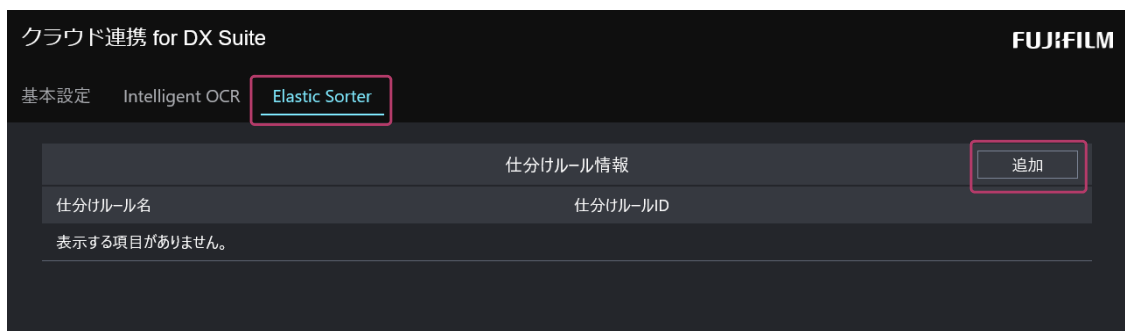 クラウド連携 for DX Suite FUJIFILM
基本設定 Intelligent OCR Elastic Sorter
仕分けルール情報 追加
仕分けルール名 仕分けルールID
表示する項目がありません。